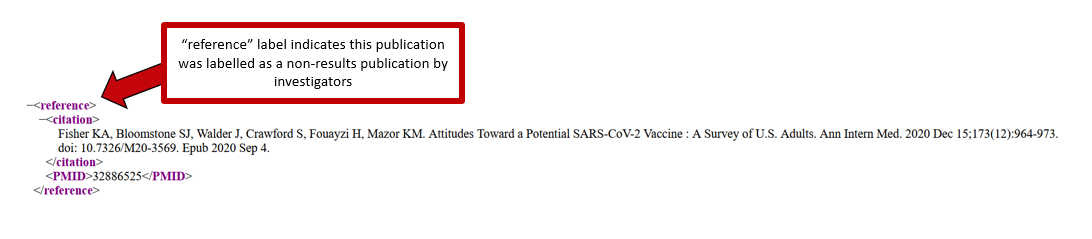 “reference” label indicates this publication
was labelled as a non-results publication by
investigators
—<reference>
—<citation>
Fisher KA, Bloomstone SJ, Walder J, Crawford S, Fouayzi H, Mazor KM. Attitudes Toward a Potential SARS-CoV-2 Vaccine : A Survey of U.S. Adults. Ann Intern Med. 2020 Dec 15;173(12):964-973.
doi: 10.7326/M20-3569. Epub 2020 Sep 4.
</citation>
<PMID>32886525</PMID>
</reference>